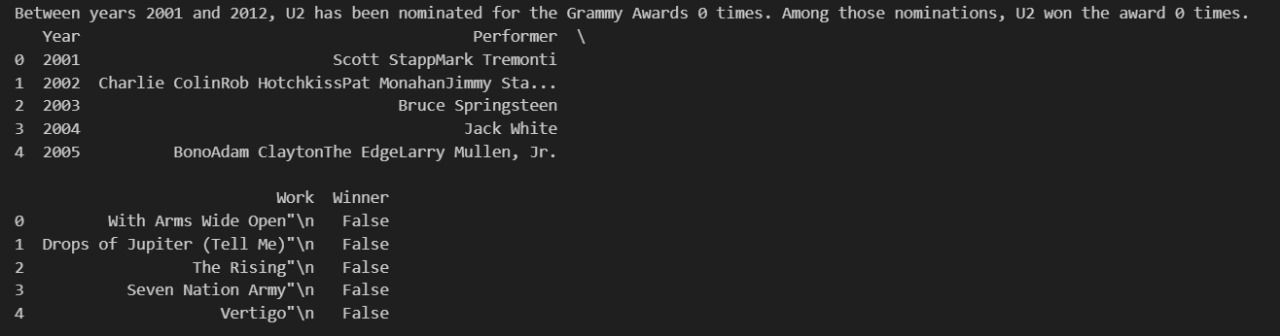 Between years 2001 and 2012, U2 has been nominated for the Grammy Awards 0 times. Among those nominations, U2 won the award 0 times.
Year Performer \
0 2001 Scott StappMark Tremonti
1 2002 Charlie ColinRob HotchkissPat MonahanJimmy Sta...
2 2003 Bruce Springsteen
3 2004 Jack White
4 2005 BonoAdam ClaytonThe EdgeLarry Mullen, Jr.
Work Winner
0 With Arms Wide Open"\n False
1 Drops of Jupiter (Tell Me)"\n False
2 The Rising"\n False
3 Seven Nation Army"\n False
4 Vertigo"\n False